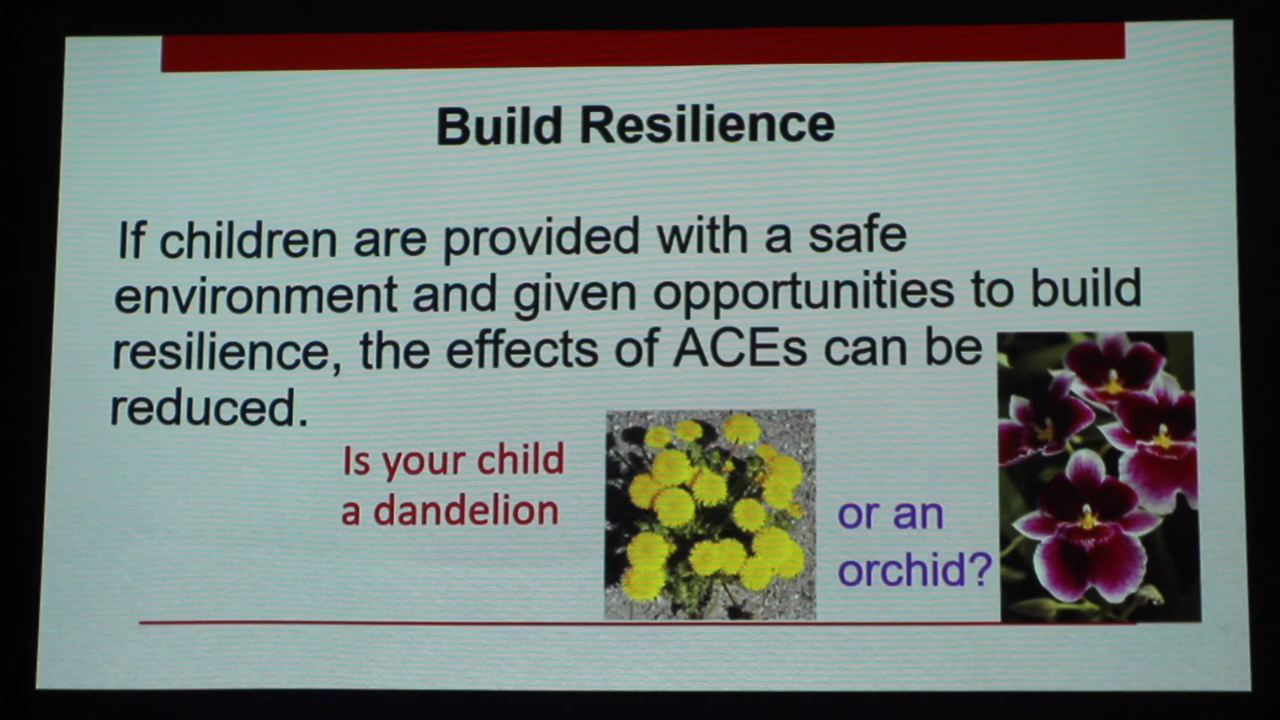 Build Resilience
If children are provided with a safe
environment and given opportunities to build
resilience, the effects of ACEs can be
reduced.
Is your child
a dandelion
or an
orchid?